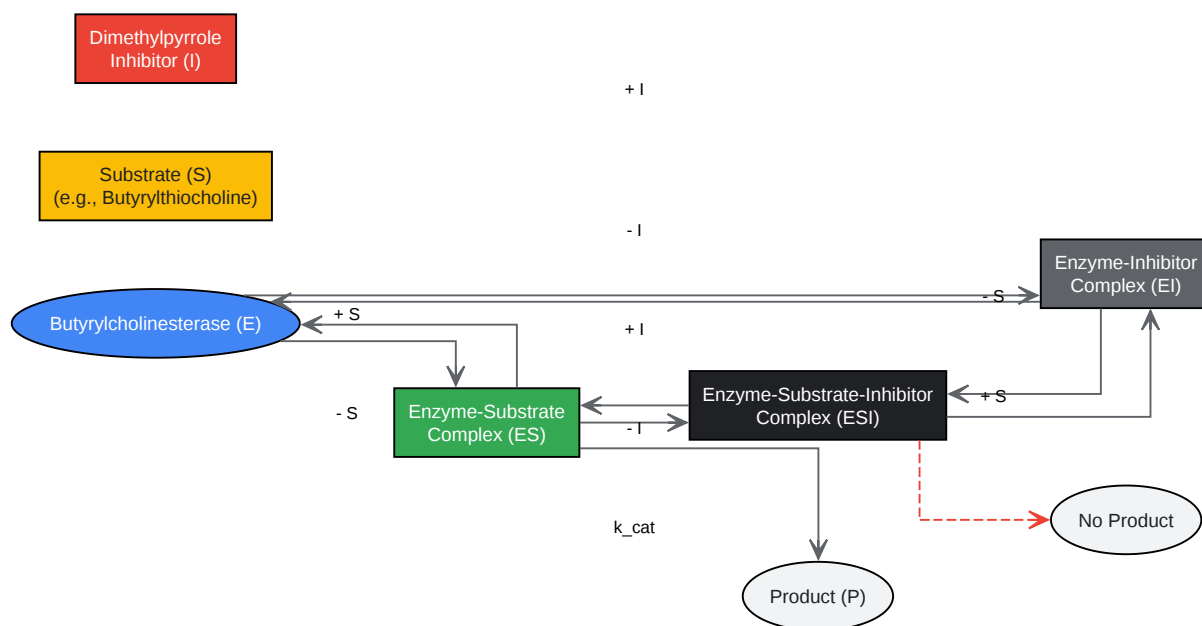 Dimethylpyrrole
Inhibitor (I)
+ I
Substrate (S)
(e.g., Butyrylthiocholine)
- I
Enzyme-Inhibitor
Complex (EI)
- S
Butyrylcholinesterase (E)
+ S
+ I
Enzyme-Substrate
Complex (ES)
- S
- I
Enzyme-Substrate-Inhibitor
Complex (ESI)
+ S
No Product
k_cat
Product (P)